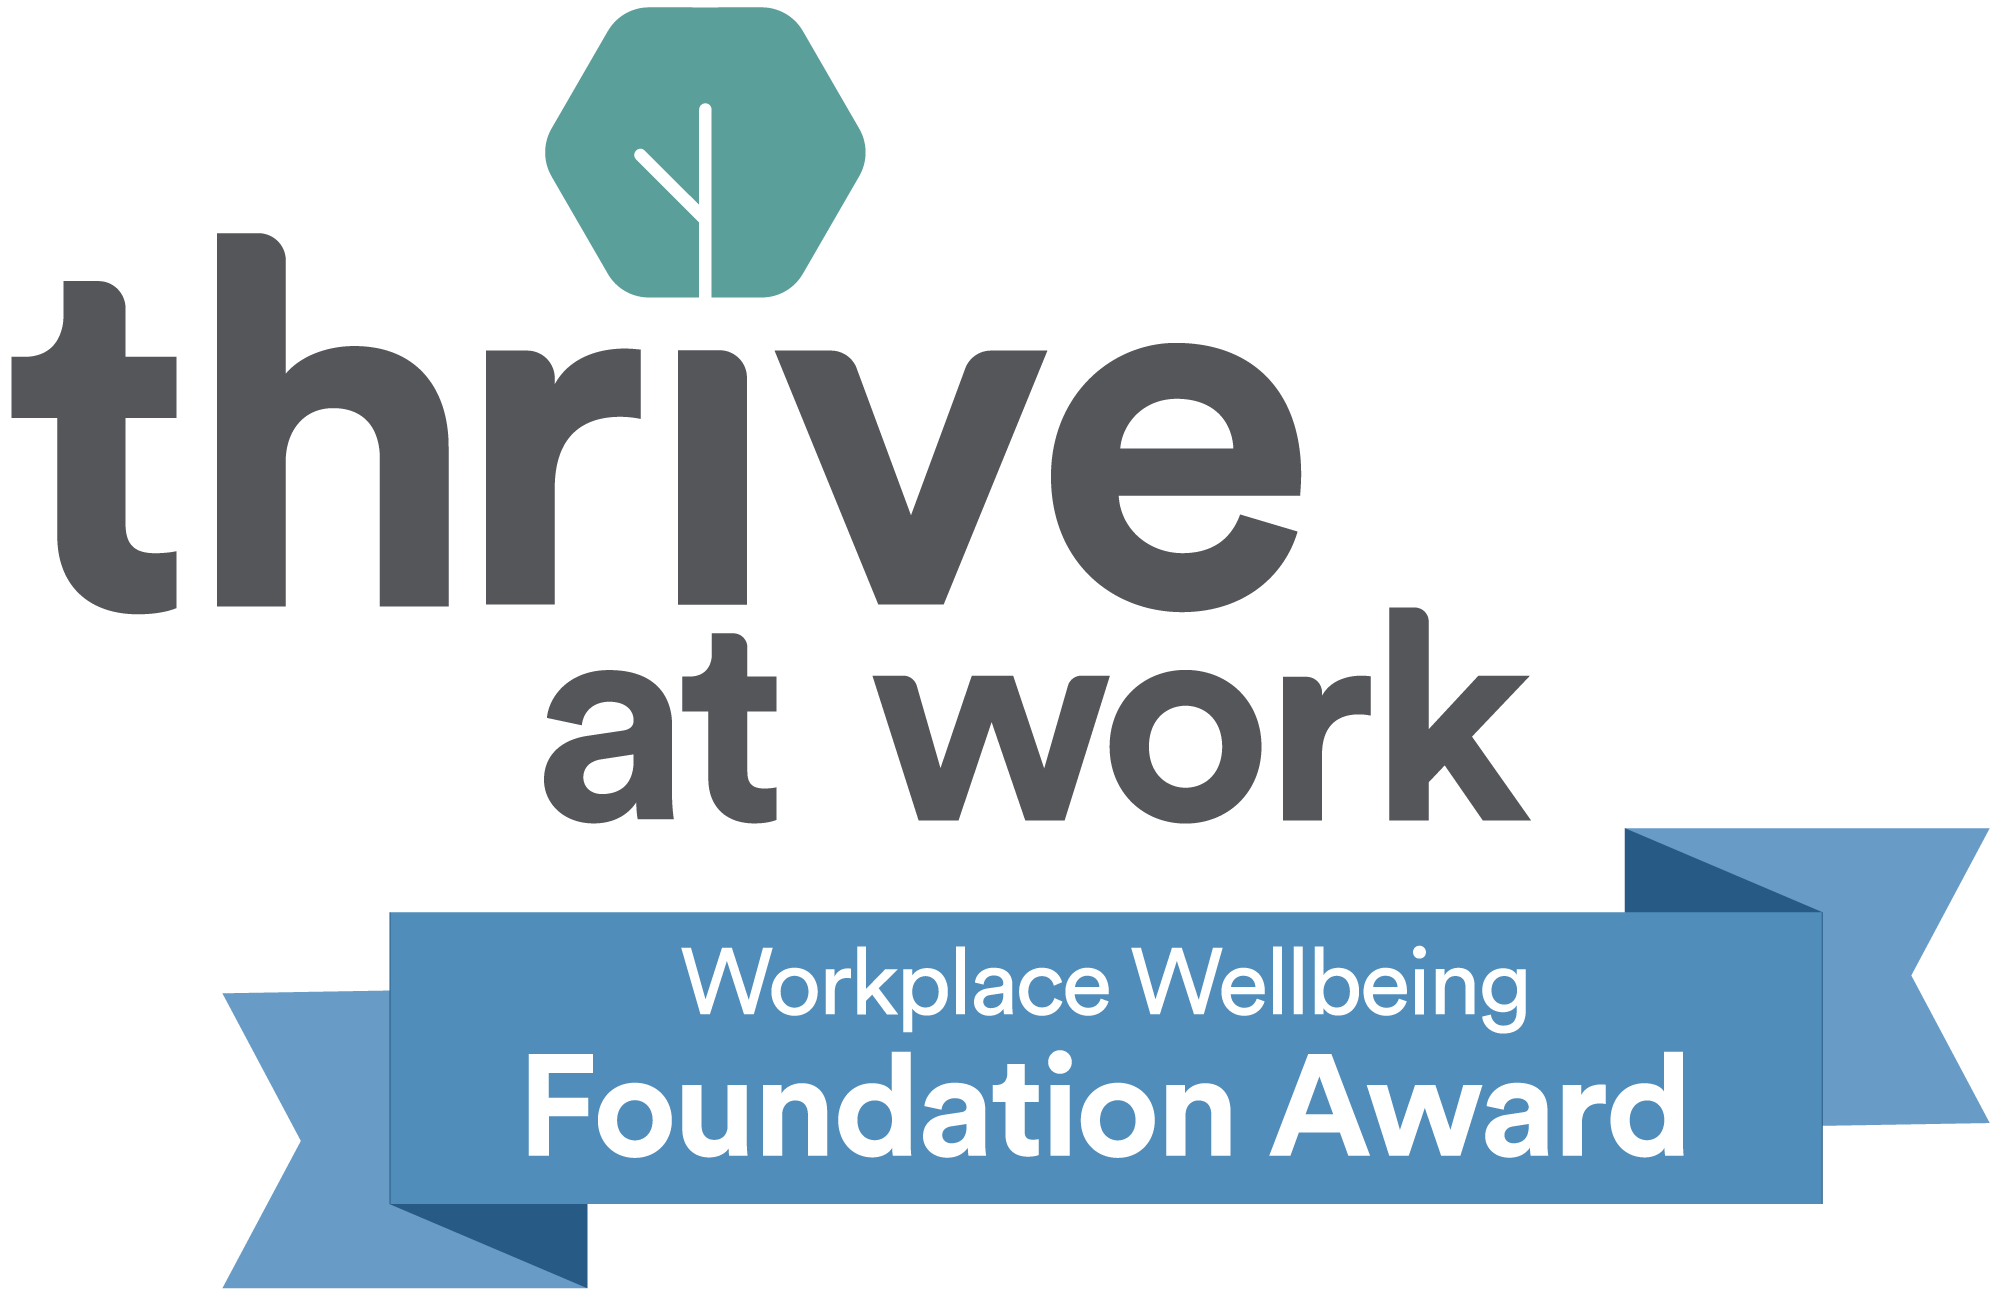 thrive
at work
Workplace Wellbeing
Foundation Award